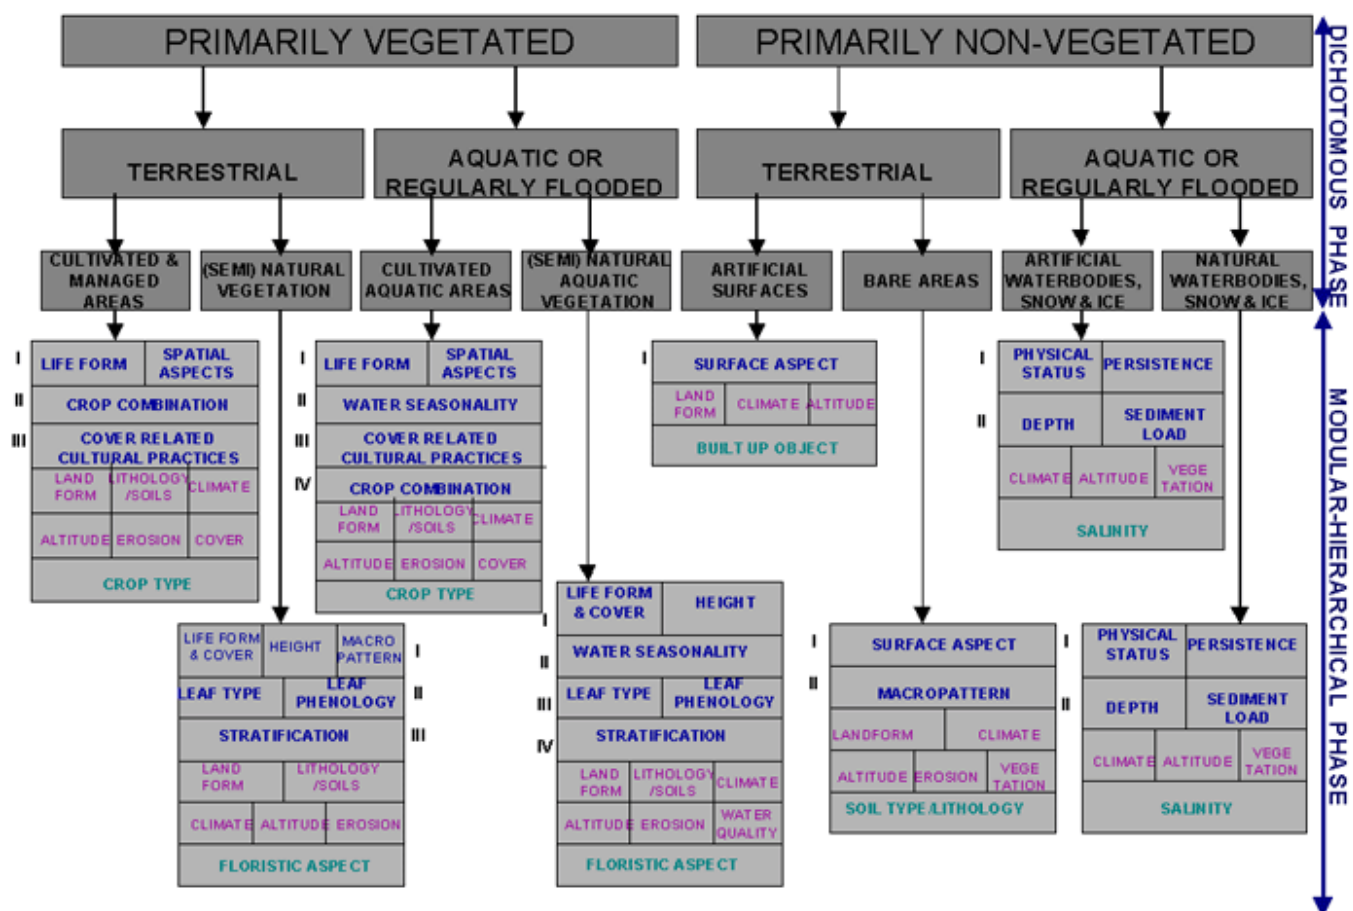 PRIMARILY VEGETATED
PRIMARILY NON-VEGETATED
TERRESTRIAL
AQUATIC OR
REGULARLY FLOODED
TERRESTRIAL
AQUATIC OR
REGULARLY FLOODED
CULTIVATED &
MANAGED
AREAS
(SEMI) NATURAL
VEGETATION
CULTIVATED
AQUATIC AREAS
(SEMI) NATURAL
AQUATIC
VEGETATION
ARTIFICIAL
SURFACES
BARE AREAS
ARTIFICIAL
WATERBODIES,
SNOW & ICE
NATURAL
WATERBODIES,
SNOW & ICE
DICHOTOMOUS PHASE
MODULAR-HIERARCHICAL PHASE
I
LIFE FORM
SPATIAL
ASPECTS
II
CROP COMBINATION
III
COVER RELATED
CULTURAL PRACTICES
LAND
FORM
LITHOLOGY
/SOILS
CLIMATE
ALTITUDE
EROSION
COVER
CROP TYPE
LIFE FORM
& COVER
HEIGHT
MACRO
PATTERN
I
LEAF TYPE
LEAF
PHENOLOGY
II
STRATIFICATION
III
LAND
FORM
LITHOLOGY
/SOILS
CLIMATE
ALTITUDE
EROSION
FLORISTIC ASPECT
I
LIFE FORM
SPATIAL
ASPECTS
II
WATER SEASONALITY
III
COVER RELATED
CULTURAL PRACTICES
IV
CROP COMBINATION
LAND
FORM
LITHOLOGY
/SOILS
CLIMATE
ALTITUDE
EROSION
COVER
CROP TYPE
I
LIFE FORM
& COVER
HEIGHT
II
WATER SEASONALITY
III
LEAF TYPE
LEAF
PHENOLOGY
IV
STRATIFICATION
LAND
FORM
LITHOLOGY
/SOILS
CLIMATE
ALTITUDE
EROSION
WATER
QUALITY
FLORISTIC ASPECT
I
SURFACE ASPECT
LAND
FORM
CLIMATE
ALTITUDE
BUILT UP OBJECT
I
SURFACE ASPECT
II
MACROPATTERN
LANDFORM
CLIMATE
ALTITUDE
EROSION
VEGE
TATION
SOIL TYPE/LITHOLOGY
I
PHYSICAL
STATUS
PERSISTENCE
II
DEPTH
SEDIMENT
LOAD
CLIMATE
ALTITUDE
VEGE
TATION
SALINITY
I
PHYSICAL
STATUS
PERSISTENCE
II
DEPTH
SEDIMENT
LOAD
CLIMATE
ALTITUDE
VEGE
TATION
SALINITY